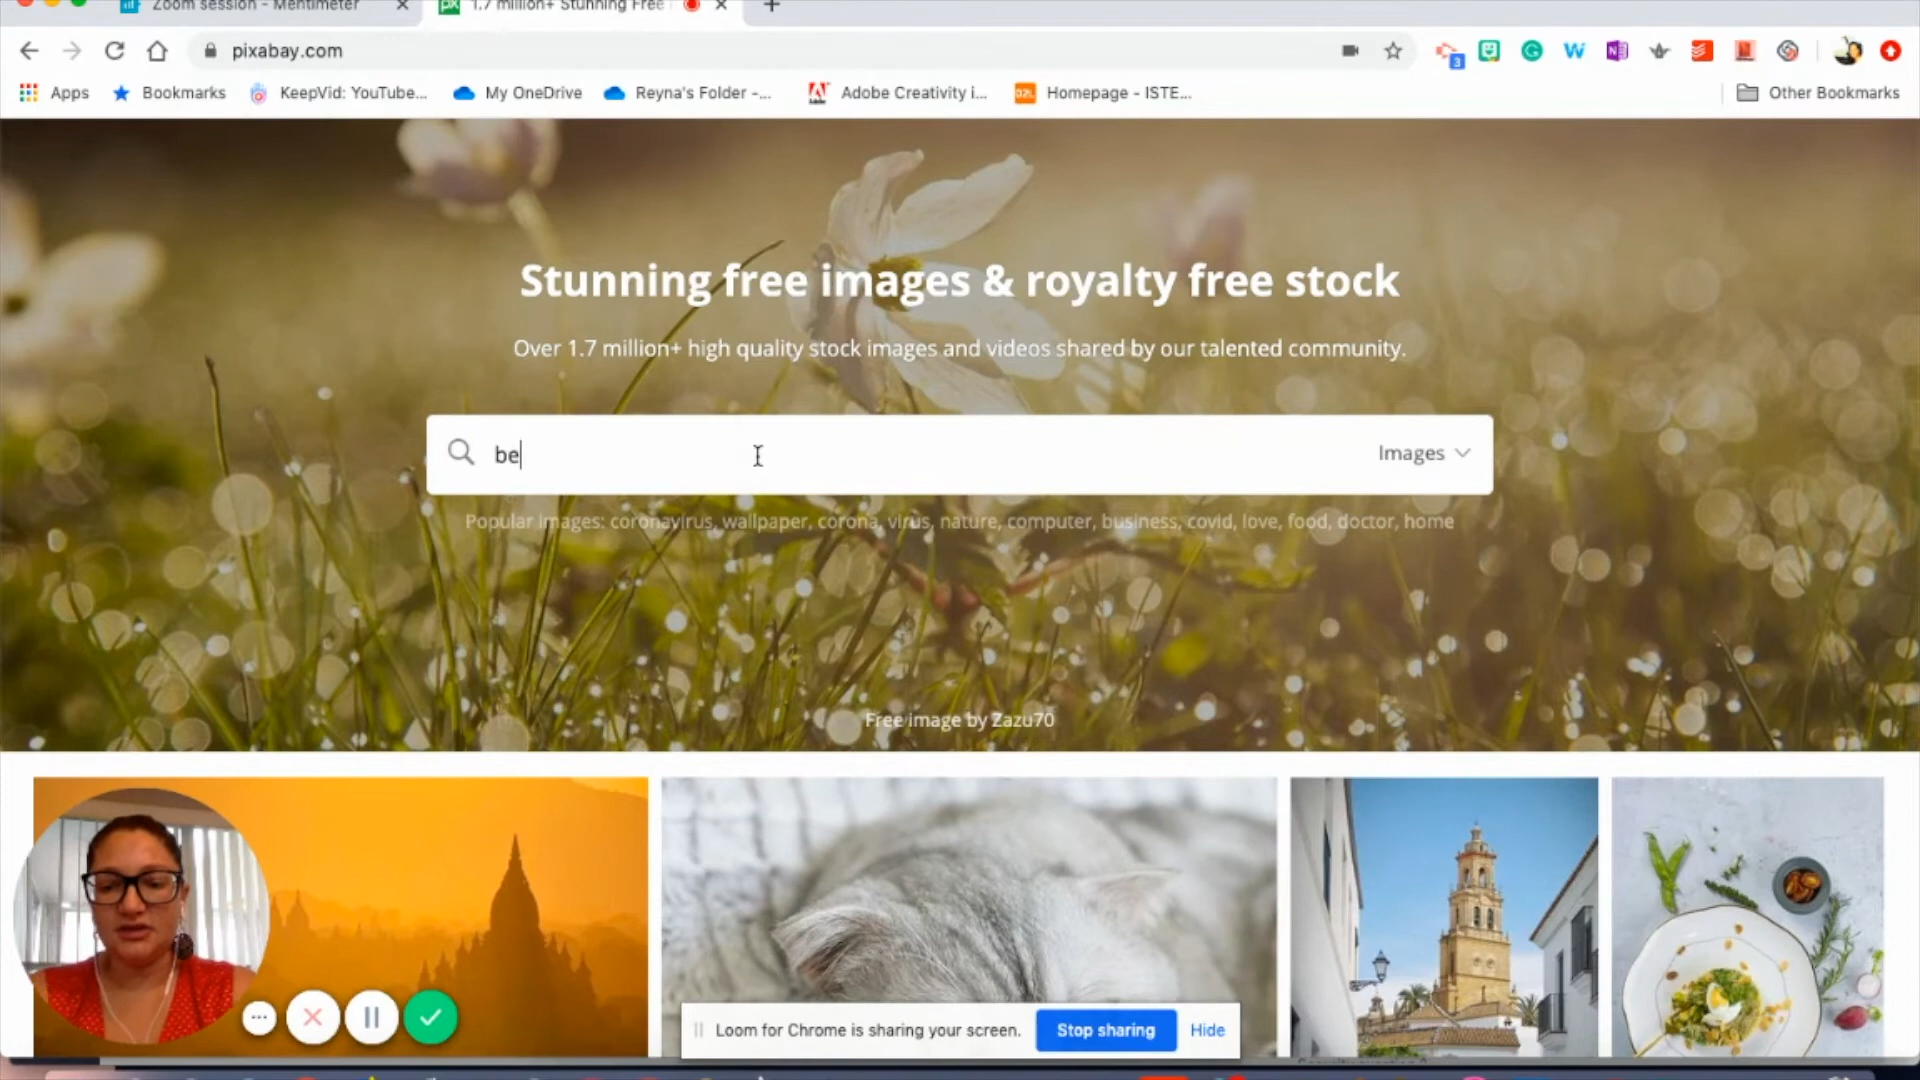 Zoom session - Mentimeter
1.7 million+ Stunning Free
pixabay.com
3
Apps
Bookmarks
KeepVid: YouTube...
My OneDrive
Reyna's Folder -...
Adobe Creativity i...
Homepage - ISTE...
Other Bookmarks
Stunning free images & royalty free stock
Over 1.7 million+ high quality stock images and videos shared by our talented community.
be
Images
Popular images: coronavirus, wallpaper, corona, virus, nature, computer, business, covid, love, food, doctor, home
Free image by Zazu70
Loom for Chrome is sharing your screen.
Stop sharing
Hide